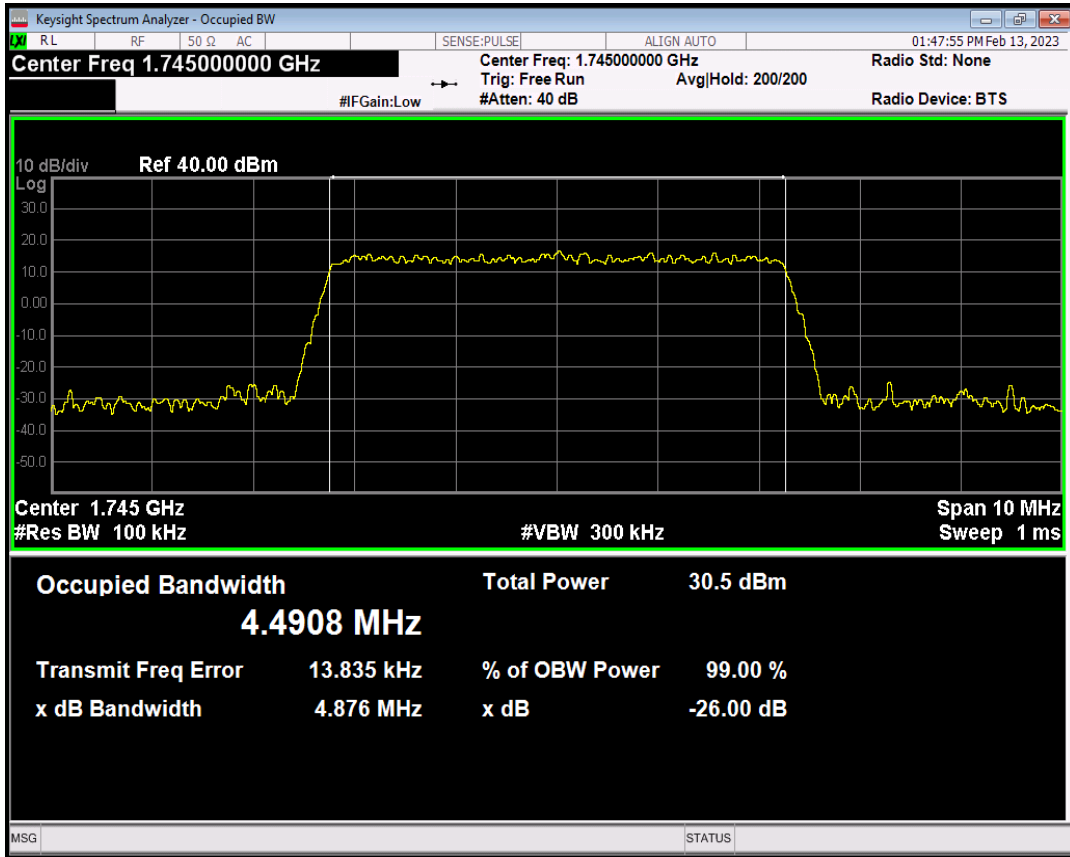 Keysight Spectrum Analyzer - Occupied BW
LXI RL RF 50 Ω AC SENSE:PULSE ALIGN AUTO 01:47:55 PM Feb 13, 2023
Center Freq 1.745000000 GHz Center Freq: 1.745000000 GHz Radio Std: None
Trig: Free Run Avg|Hold: 200/200
#IFGain:Low #Atten: 40 dB Radio Device: BTS
10 dB/div Ref 40.00 dBm
Log
30.0
20.0
10.0
0.00
-10.0
-20.0
-30.0
-40.0
-50.0
Center 1.745 GHz Span 10 MHz
#Res BW 100 kHz #VBW 300 kHz Sweep 1 ms
Occupied Bandwidth Total Power 30.5 dBm
4.4908 MHz
Transmit Freq Error 13.835 kHz % of OBW Power 99.00 %
x dB Bandwidth 4.876 MHz x dB -26.00 dB
MSG STATUS